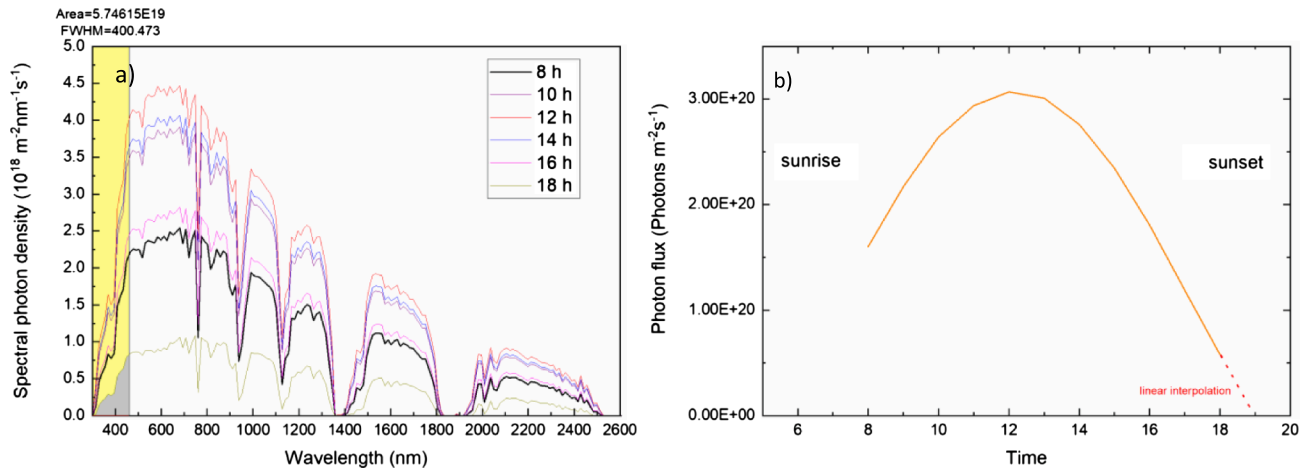 Area=5.74615E19
FWHM=400.473
a)
5.0
4.5
4.0
3.5
3.0
2.5
2.0
1.5
1.0
0.5
0.0
Spectral photon density (10¹⁸ m⁻²nm⁻¹s⁻¹)
400 600 800 1000 1200 1400 1600 1800 2000 2200 2400 2600
Wavelength (nm)
8 h
10 h
12 h
14 h
16 h
18 h
b)
3.00E+20
2.00E+20
1.00E+20
0.00E+00
Photon flux (Photons m⁻²s⁻¹)
sunrise
sunset
linear interpolation
6 8 10 12 14 16 18 20
Time